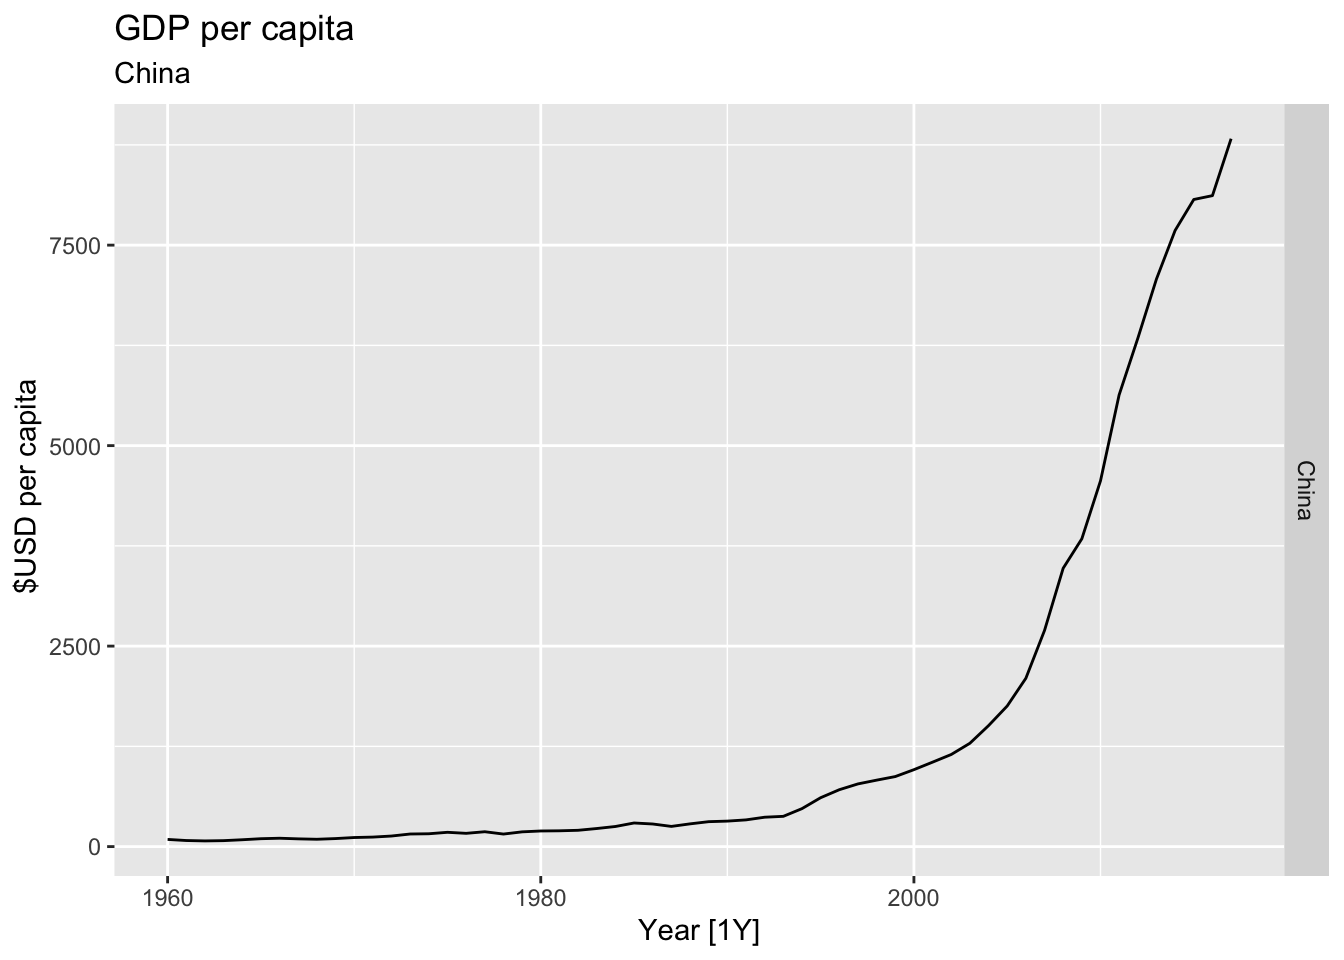 GDP per capita
China
$USD per capita
7500
5000
2500
0
1960
1980
2000
Year [1Y]
China